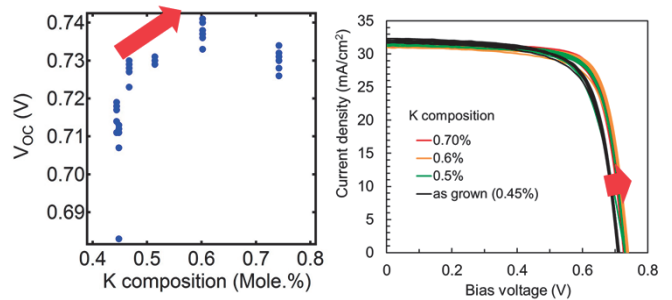 0.74
0.73
0.72
0.71
0.70
0.69
V_OC (V)
0.4 0.5 0.6 0.7 0.8
K composition (Mole.%)
35
30
25
20
15
10
5
0
Current density (mA/cm²)
K composition
0.70%
0.6%
0.5%
as grown (0.45%)
0 0.2 0.4 0.6 0.8
Bias voltage (V)